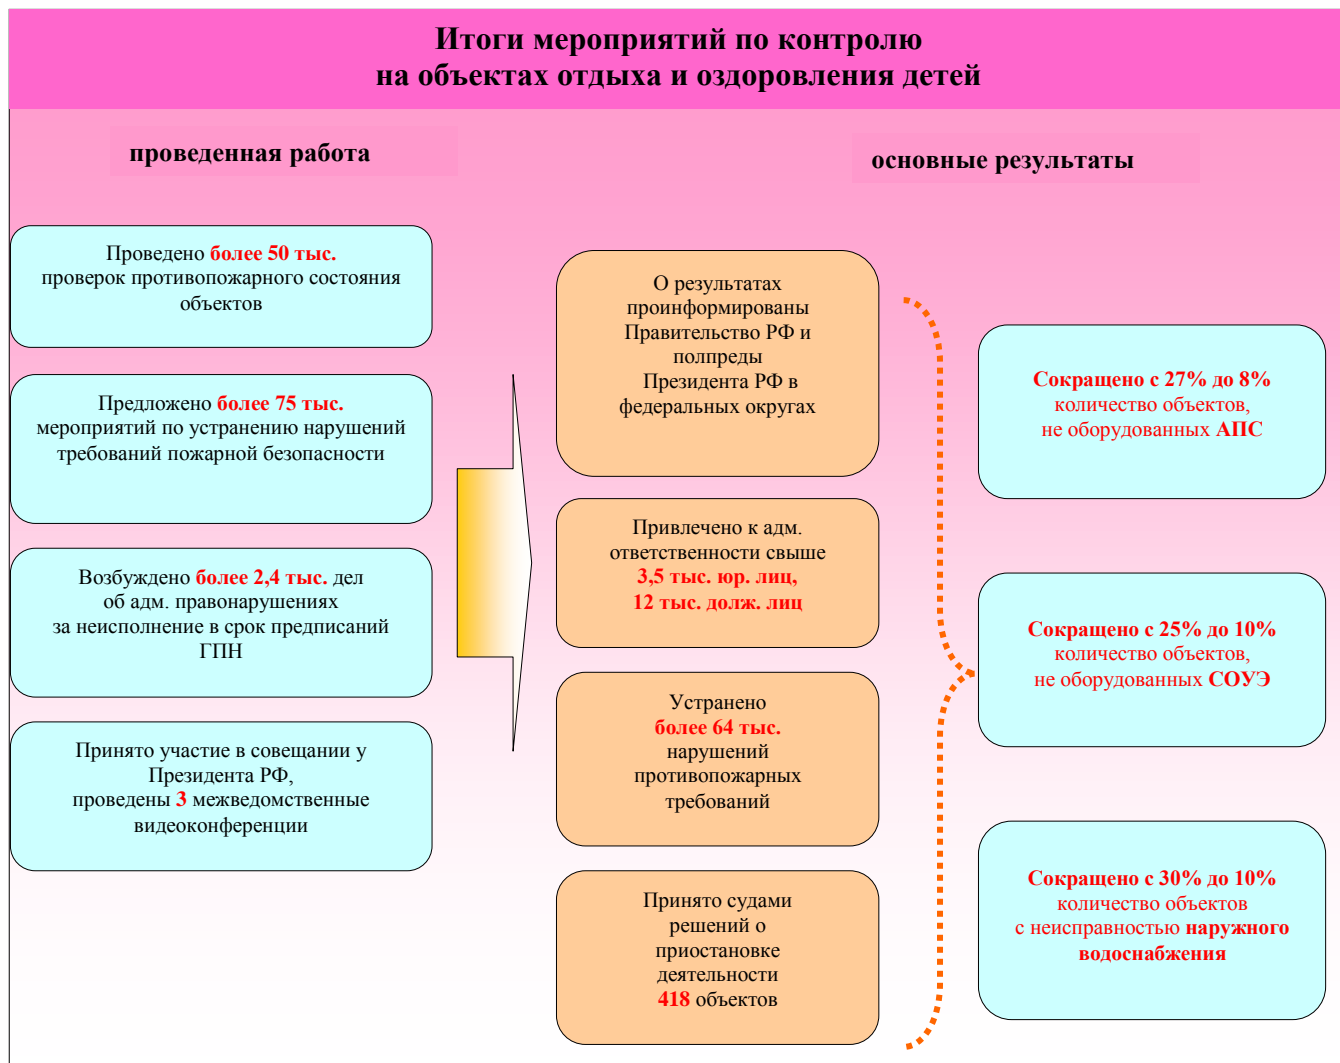 Итоги мероприятий по контролю
на объектах отдыха и оздоровления детей
проведенная работа
Проведено более 50 тыс.
проверок противопожарного состояния
объектов
Предложено более 75 тыс.
мероприятий по устранению нарушений
требований пожарной безопасности
Возбуждено более 2,4 тыс. дел
об адм. правонарушениях
за неисполнение в срок предписаний
ГПН
Принято участие в совещании у
Президента РФ,
проведены 3 межведомственные
видеоконференции
основные результаты
О результатах
проинформированы
Правительство РФ и
полпреды
Президента РФ в
федеральных округах
Привлечено к адм.
ответственности свыше
3,5 тыс. юр. лиц,
12 тыс. долж. лиц
Устранено
более 64 тыс.
нарушений
противопожарных
требований
Принято судами
решений о
приостановке
деятельности
418 объектов
Сокращено с 27% до 8%
количество объектов,
не оборудованных АПС
Сокращено с 25% до 10%
количество объектов,
не оборудованных СОУЭ
Сокращено с 30% до 10%
количество объектов
с неисправностью наружного
водоснабжения